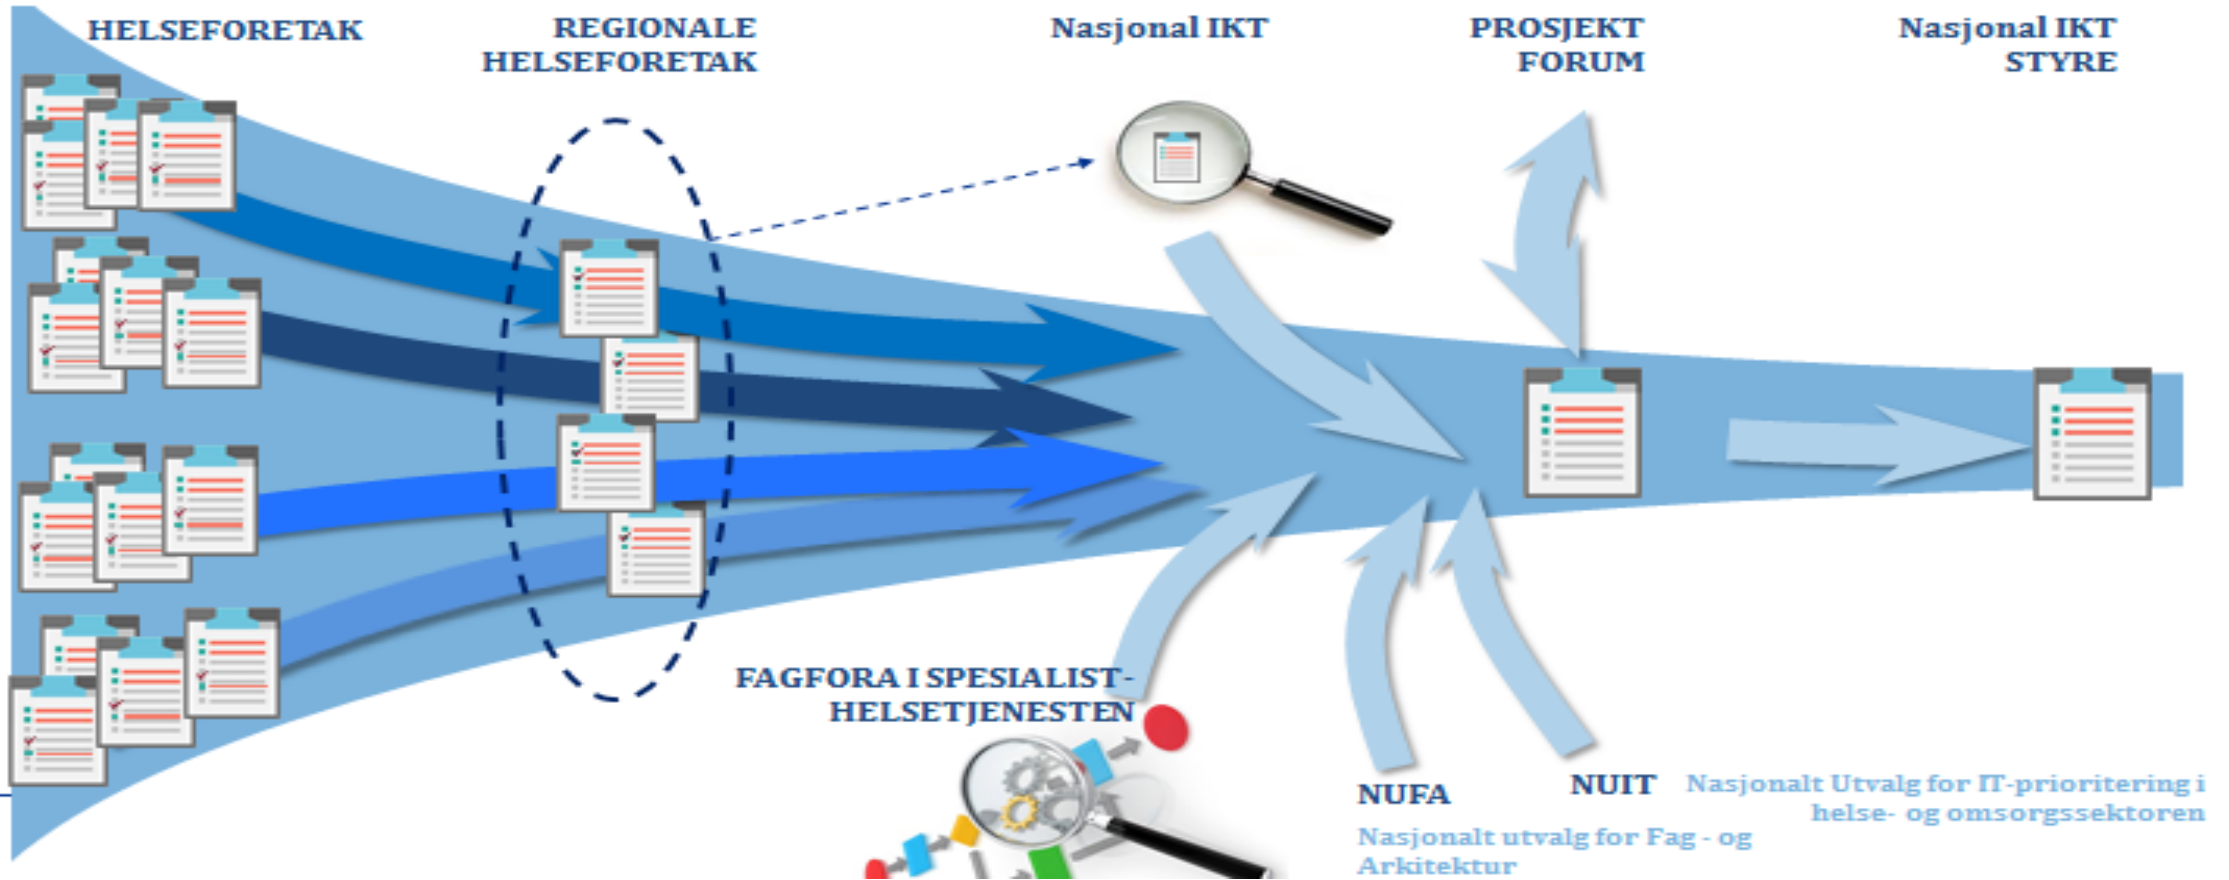 HELSEFORETAK
REGIONALE
HELSEFORETAK
Nasjonal IKT
PROSJEKT
FORUM
Nasjonal IKT
STYRE
FAGFORA I SPESIALIST-
HELSETJENESTEN
NUFA
Nasjonalt utvalg for Fag - og
Arkitektur
NUIT
Nasjonalt Utvalg for IT-prioritering i
helse- og omsorgssektoren